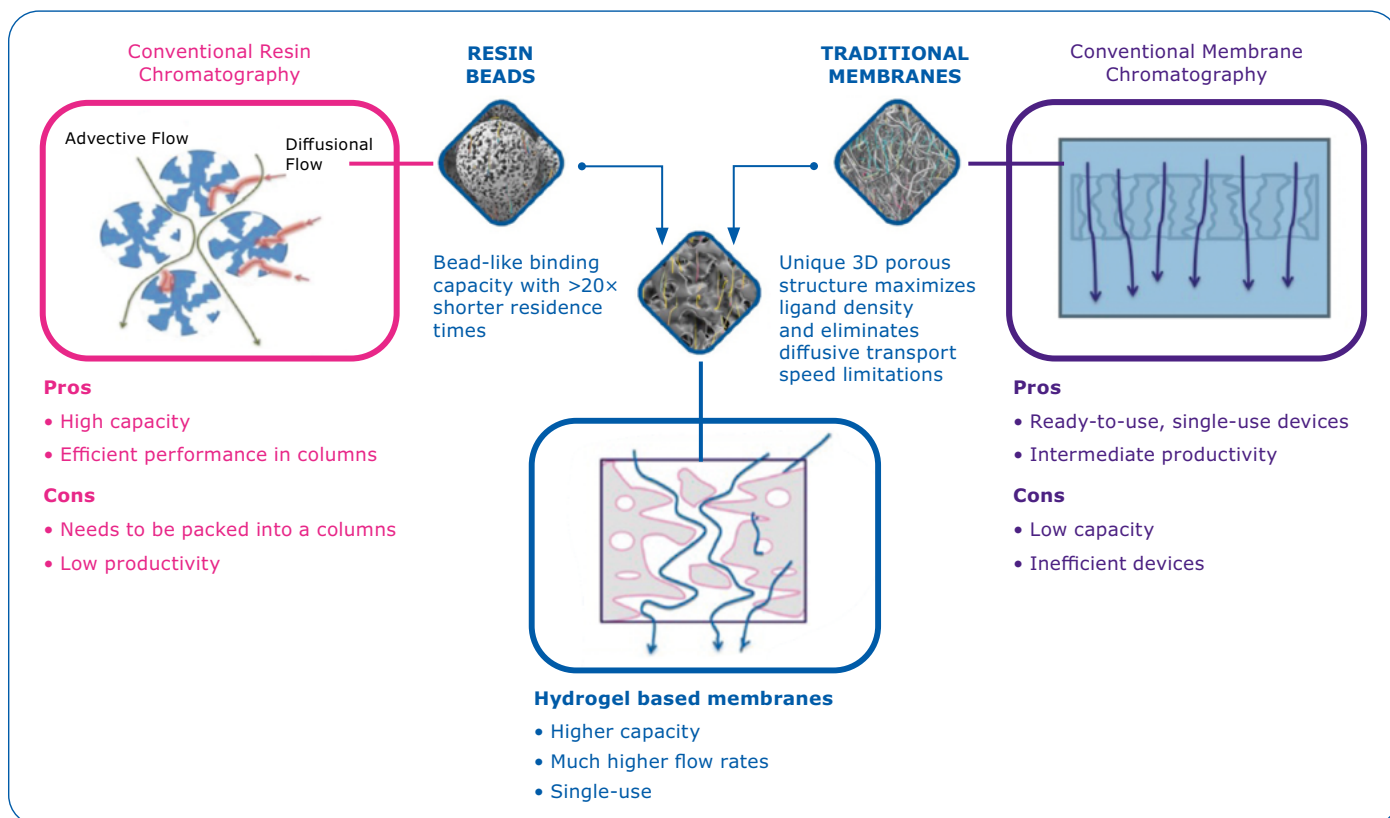 Conventional Resin
Chromatography
Advective Flow
Diffusional
Flow
RESIN
BEADS
TRADITIONAL
MEMBRANES
Conventional Membrane
Chromatography
Bead-like binding
capacity with >20×
shorter residence
times
Unique 3D porous
structure maximizes
ligand density
and eliminates
diffusive transport
speed limitations
Pros
• High capacity
• Efficient performance in columns
Cons
• Needs to be packed into a columns
• Low productivity
Pros
• Ready-to-use, single-use devices
• Intermediate productivity
Cons
• Low capacity
• Inefficient devices
Hydrogel based membranes
• Higher capacity
• Much higher flow rates
• Single-use